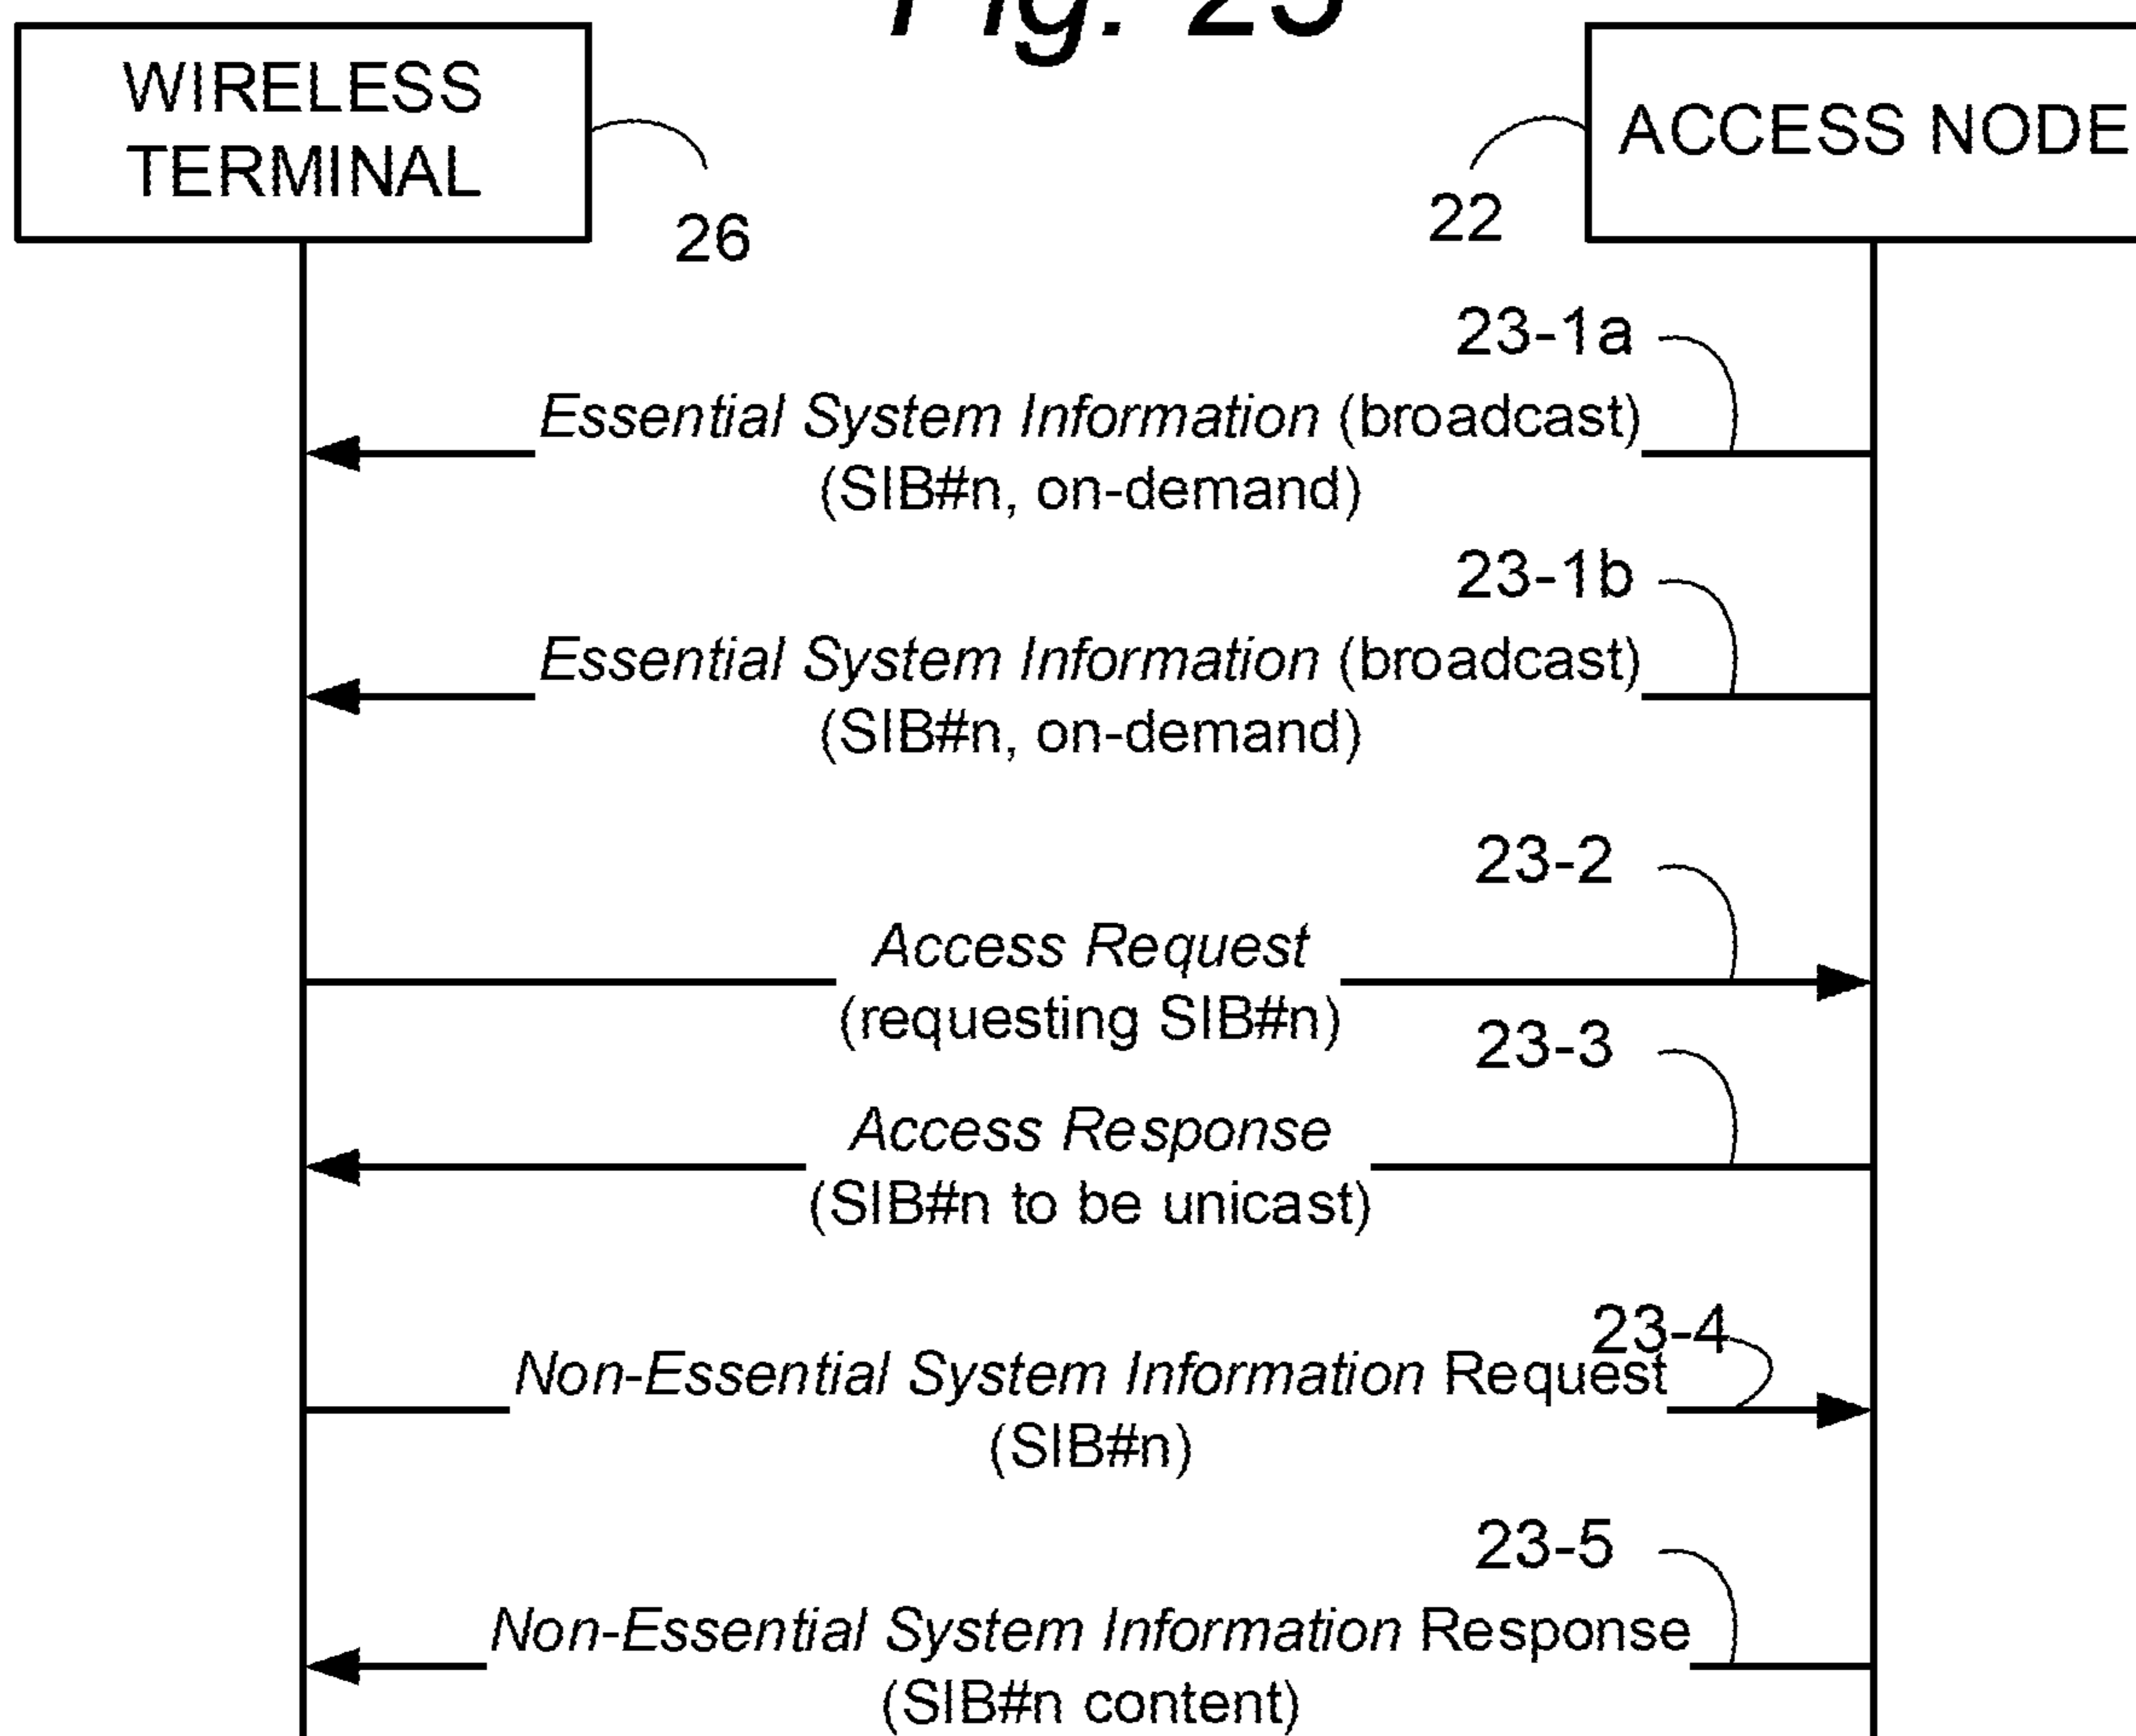 Fig. 23
WIRELESS
TERMINAL
26
22
ACCESS NODE
23-1a
Essential System Information (broadcast)
(SIB#n, on-demand)
23-1b
Essential System Information (broadcast)
(SIB#n, on-demand)
23-2
Access Request
(requesting SIB#n)
23-3
Access Response
(SIB#n to be unicast)
23-4
Non-Essential System Information Request
(SIB#n)
23-5
Non-Essential System Information Response
(SIB#n content)